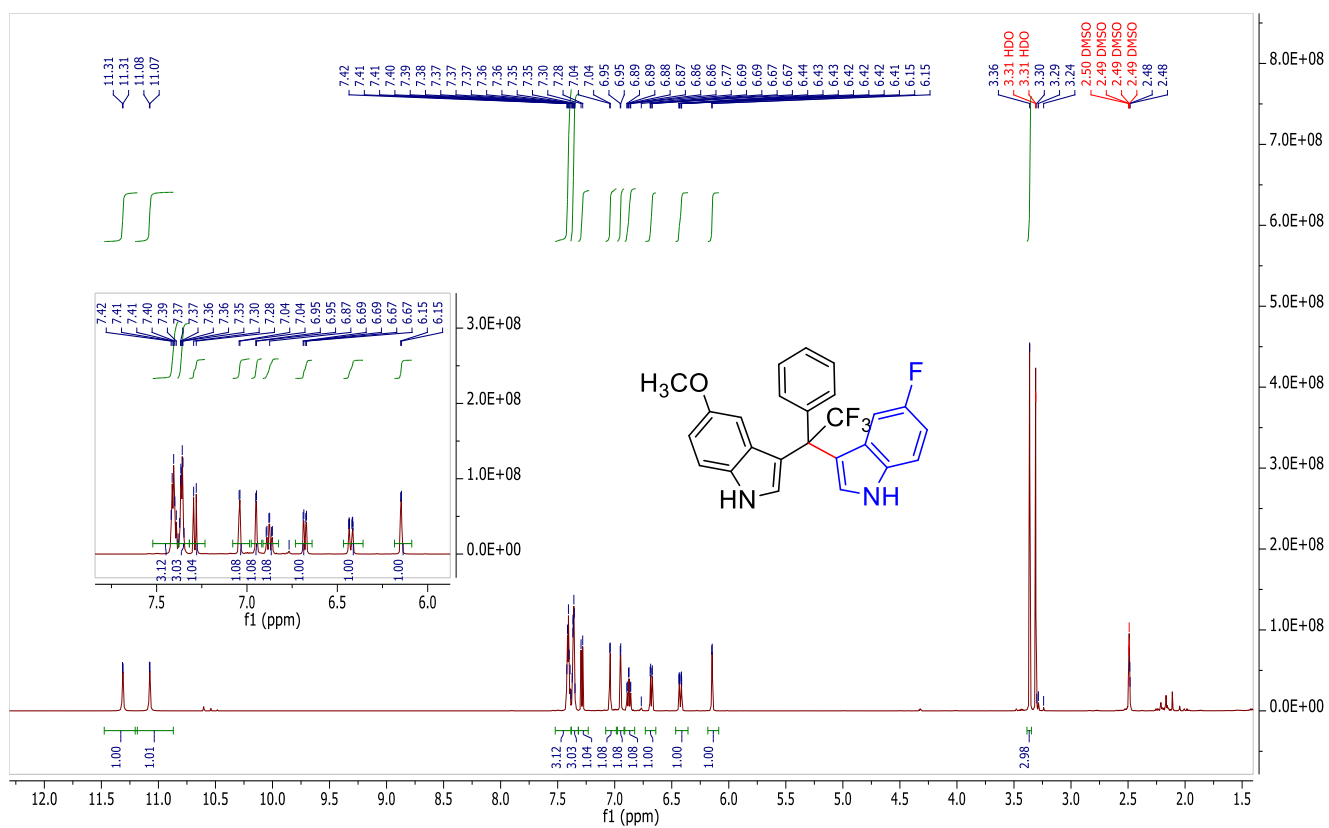 11.31 11.31 11.08 11.07
7.42 7.41 7.41 7.40 7.39 7.38 7.37 7.37 7.37 7.36 7.36 7.35 7.35 7.30 7.28 7.04 7.04 6.95 6.95 6.89 6.89 6.88 6.87 6.86 6.86 6.77 6.69 6.69 6.67 6.67 6.44 6.43 6.43 6.42 6.42 6.42 6.41 6.15 6.15
3.36 3.31 HDO 3.31 HDO 3.30 3.29 3.24 2.50 DMSO 2.49 DMSO 2.49 DMSO 2.49 DMSO 2.48 2.48
8.0E+08
7.0E+08
6.0E+08
5.0E+08
4.0E+08
3.0E+08
2.0E+08
1.0E+08
0.0E+00
7.42 7.41 7.41 7.40 7.39 7.37 7.37 7.36 7.36 7.35 7.30 7.28 7.04 7.04 6.95 6.95 6.87 6.69 6.69 6.67 6.67 6.15 6.15
3.0E+08
2.0E+08
1.0E+08
0.0E+00
3.12 3.03 1.04 1.08 1.08 1.08 1.00 1.00 1.00
7.5 7.0 6.5 6.0
f1 (ppm)
F
H3CO
CF3
NH
HN
1.00 1.01 3.12 3.03 1.04 1.08 1.08 1.08 1.00 1.00 1.00 2.98
12.0 11.5 11.0 10.5 10.0 9.5 9.0 8.5 8.0 7.5 7.0 6.5 6.0 5.5 5.0 4.5 4.0 3.5 3.0 2.5 2.0 1.5
f1 (ppm)